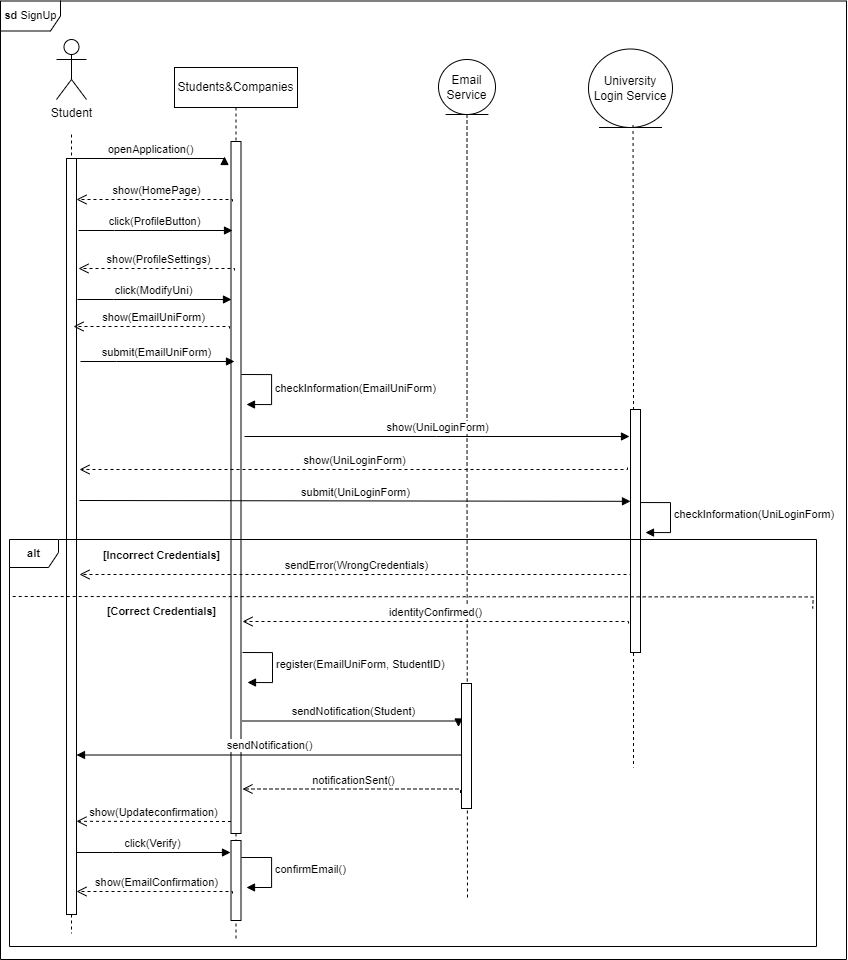 sd SignUp
Student
Students&Companies
Email
Service
University
Login Service
openApplication()
show(HomePage)
click(ProfileButton)
show(ProfileSettings)
click(ModifyUni)
show(EmailUniForm)
submit(EmailUniForm)
checkInformation(EmailUniForm)
show(UniLoginForm)
show(UniLoginForm)
submit(UniLoginForm)
checkInformation(UniLoginForm)
alt
[Incorrect Credentials]
sendError(WrongCredentials)
[Correct Credentials]
identityConfirmed()
register(EmailUniForm, StudentID)
sendNotification(Student)
sendNotification()
notificationSent()
show(Updateconfirmation)
click(Verify)
confirmEmail()
show(EmailConfirmation)